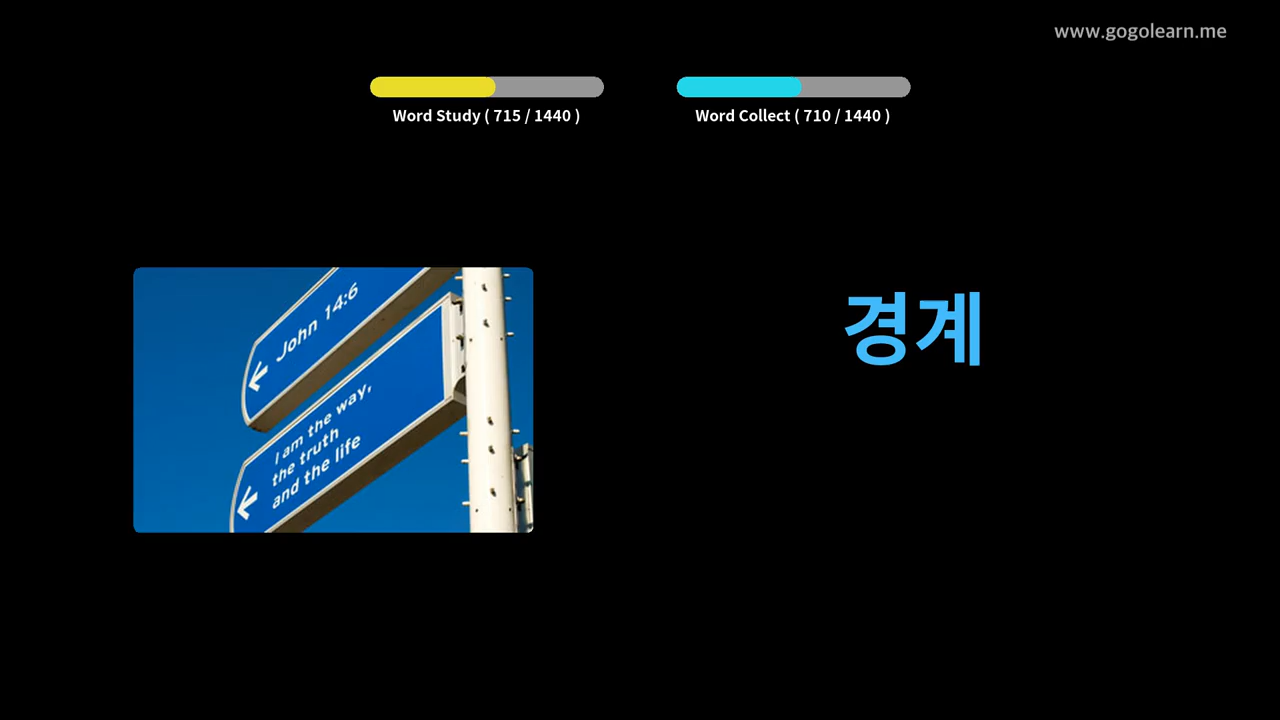 www.gogolearn.me
Word Study ( 715 / 1440 )
Word Collect ( 710 / 1440 )
John 14:6
I am the way,
the truth
and the life
경계